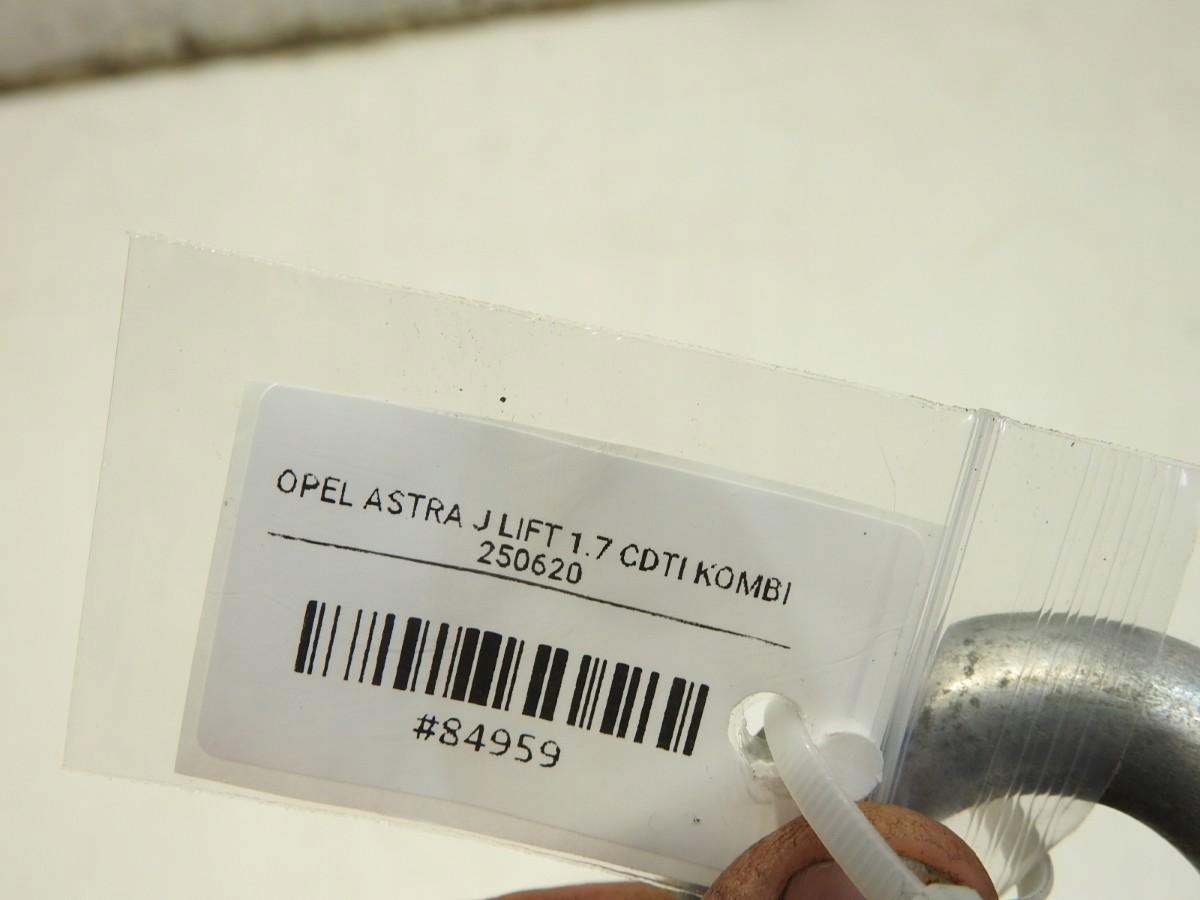 OPEL ASTRA J LIFT 1.7 CDTI KOMBI
250620
#84959